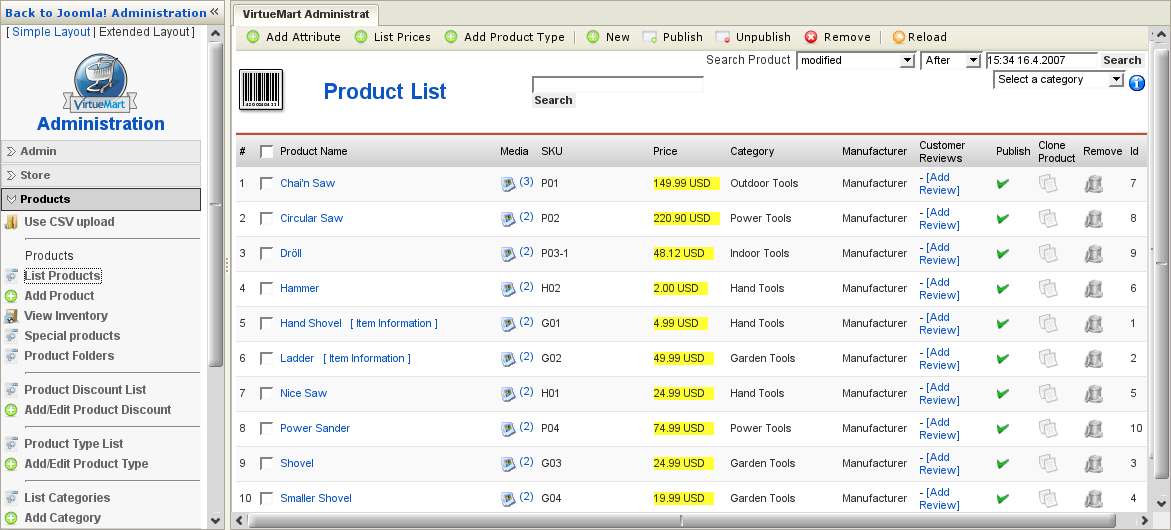 Back to Joomla! Administration «
[ Simple Layout | Extended Layout ]
VirtueMart
Administration
Admin
Store
Products
Use CSV upload
Products
List Products
Add Product
View Inventory
Special products
Product Folders
Product Discount List
Add/Edit Product Discount
Product Type List
Add/Edit Product Type
List Categories
Add Category
VirtueMart Administrat
Add Attribute List Prices Add Product Type New Publish Unpublish Remove Reload
Search Product modified After 15:34 16.4.2007 Search
Select a category
Product List
Search
# Product Name Media SKU Price Category Manufacturer Customer Reviews Publish Clone Product Remove Id
1 Chai'n Saw (3) P01 149.99 USD Outdoor Tools Manufacturer - [Add Review] 7
2 Circular Saw (2) P02 220.90 USD Power Tools Manufacturer - [Add Review] 8
3 Dröll (2) P03-1 48.12 USD Indoor Tools Manufacturer - [Add Review] 9
4 Hammer (2) H02 2.00 USD Hand Tools Manufacturer - [Add Review] 6
5 Hand Shovel [ Item Information ] (2) G01 4.99 USD Hand Tools Manufacturer - [Add Review] 1
6 Ladder [ Item Information ] (2) G02 49.99 USD Garden Tools Manufacturer - [Add Review] 2
7 Nice Saw (2) H01 24.99 USD Hand Tools Manufacturer - [Add Review] 5
8 Power Sander (2) P04 74.99 USD Power Tools Manufacturer - [Add Review] 10
9 Shovel (2) G03 24.99 USD Garden Tools Manufacturer - [Add Review] 3
10 Smaller Shovel (2) G04 19.99 USD Garden Tools Manufacturer - [Add Review] 4